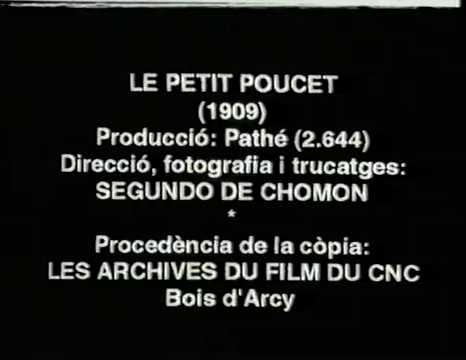 LE PETIT POUCET
(1909)
Producció: Pathé (2.644)
Direcció, fotografia i trucatges:
SEGUNDO DE CHOMON
*
Procedència de la còpia:
LES ARCHIVES DU FILM DU CNC
Bois d'Arcy